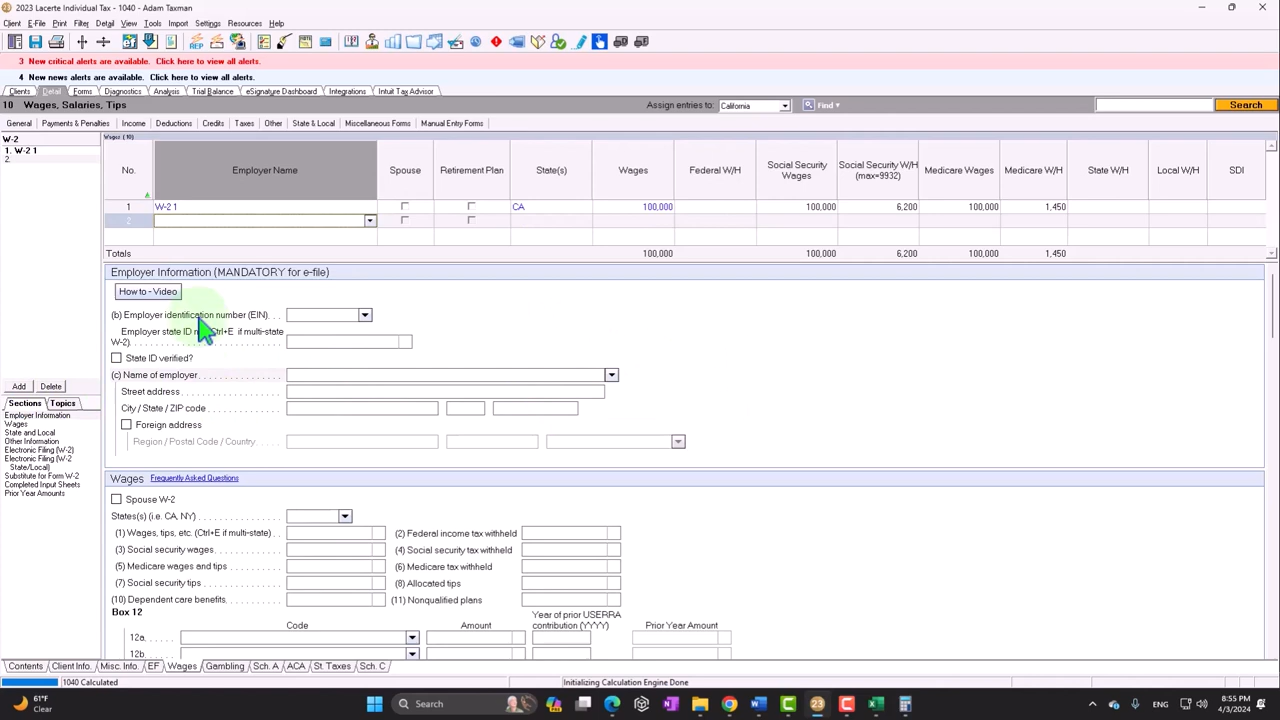 2023 Lacerte Individual Tax - 1040 - Adam Taxman
Client E-File Print Filter Detail View Tools Import Settings Resources Help
3 New critical alerts are available. Click here to view all alerts.
4 New news alerts are available. Click here to view all alerts.
Clients Detail Forms Diagnostics Analysis Trial Balance eSignature Dashboard Integrations Intuit Tax Advisor
10 Wages, Salaries, Tips Assign entries to: California Find Search
General Payments & Penalties Income Deductions Credits Taxes Other State & Local Miscellaneous Forms Manual Entry Forms
W-2
1. W-2 1
2.
Wages (10)
No. Employer Name Spouse Retirement Plan State(s) Wages Federal W/H Social Security Wages Social Security W/H (max=9932) Medicare Wages Medicare W/H State W/H Local W/H SDI
1 W-2 1 CA 100,000 100,000 6,200 100,000 1,450
2
Totals 100,000 100,000 6,200 100,000 1,450
Employer Information (MANDATORY for e-file)
How to - Video
(b) Employer identification number (EIN). . .
Employer state ID Ctrl+E if multi-state
W-2)
State ID verified?
(c) Name of employer
Street address
City / State / ZIP code
Foreign address
Region / Postal Code / Country
Add Delete
Sections Topics
Employer Information
Wages
State and Local
Other Information
Electronic Filing (W-2)
Electronic Filing (W-2
State/Local)
Substitute for Form W-2
Completed Input Sheets
Prior Year Amounts
Wages Frequently Asked Questions
Spouse W-2
States(s) (i.e. CA, NY)
(1) Wages, tips, etc. (Ctrl+E if multi-state) (2) Federal income tax withheld
(3) Social security wages (4) Social security tax withheld
(5) Medicare wages and tips (6) Medicare tax withheld
(7) Social security tips (8) Allocated tips
(10) Dependent care benefits (11) Nonqualified plans
Box 12
Code Amount Year of prior USERRA contribution (YYYY) Prior Year Amount
12a
12b
Contents Client Info. Misc. Info. EF Wages Gambling Sch. A ACA St. Taxes Sch. C
1040 Calculated Initializing Calculation Engine Done
61°F
Clear
Search
8:55 PM
4/3/2024